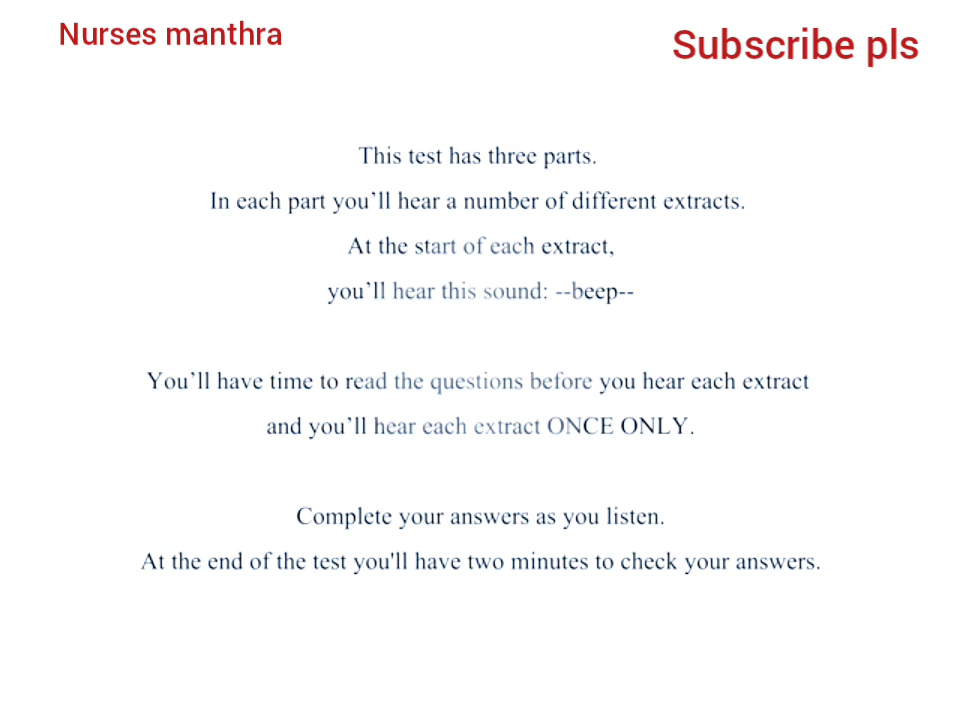 Nurses manthra
Subscribe pls
This test has three parts.
In each part you’ll hear a number of different extracts.
At the start of each extract,
you’ll hear this sound: --beep--
You’ll have time to read the questions before you hear each extract
and you’ll hear each extract ONCE ONLY.
Complete your answers as you listen.
At the end of the test you'll have two minutes to check your answers.